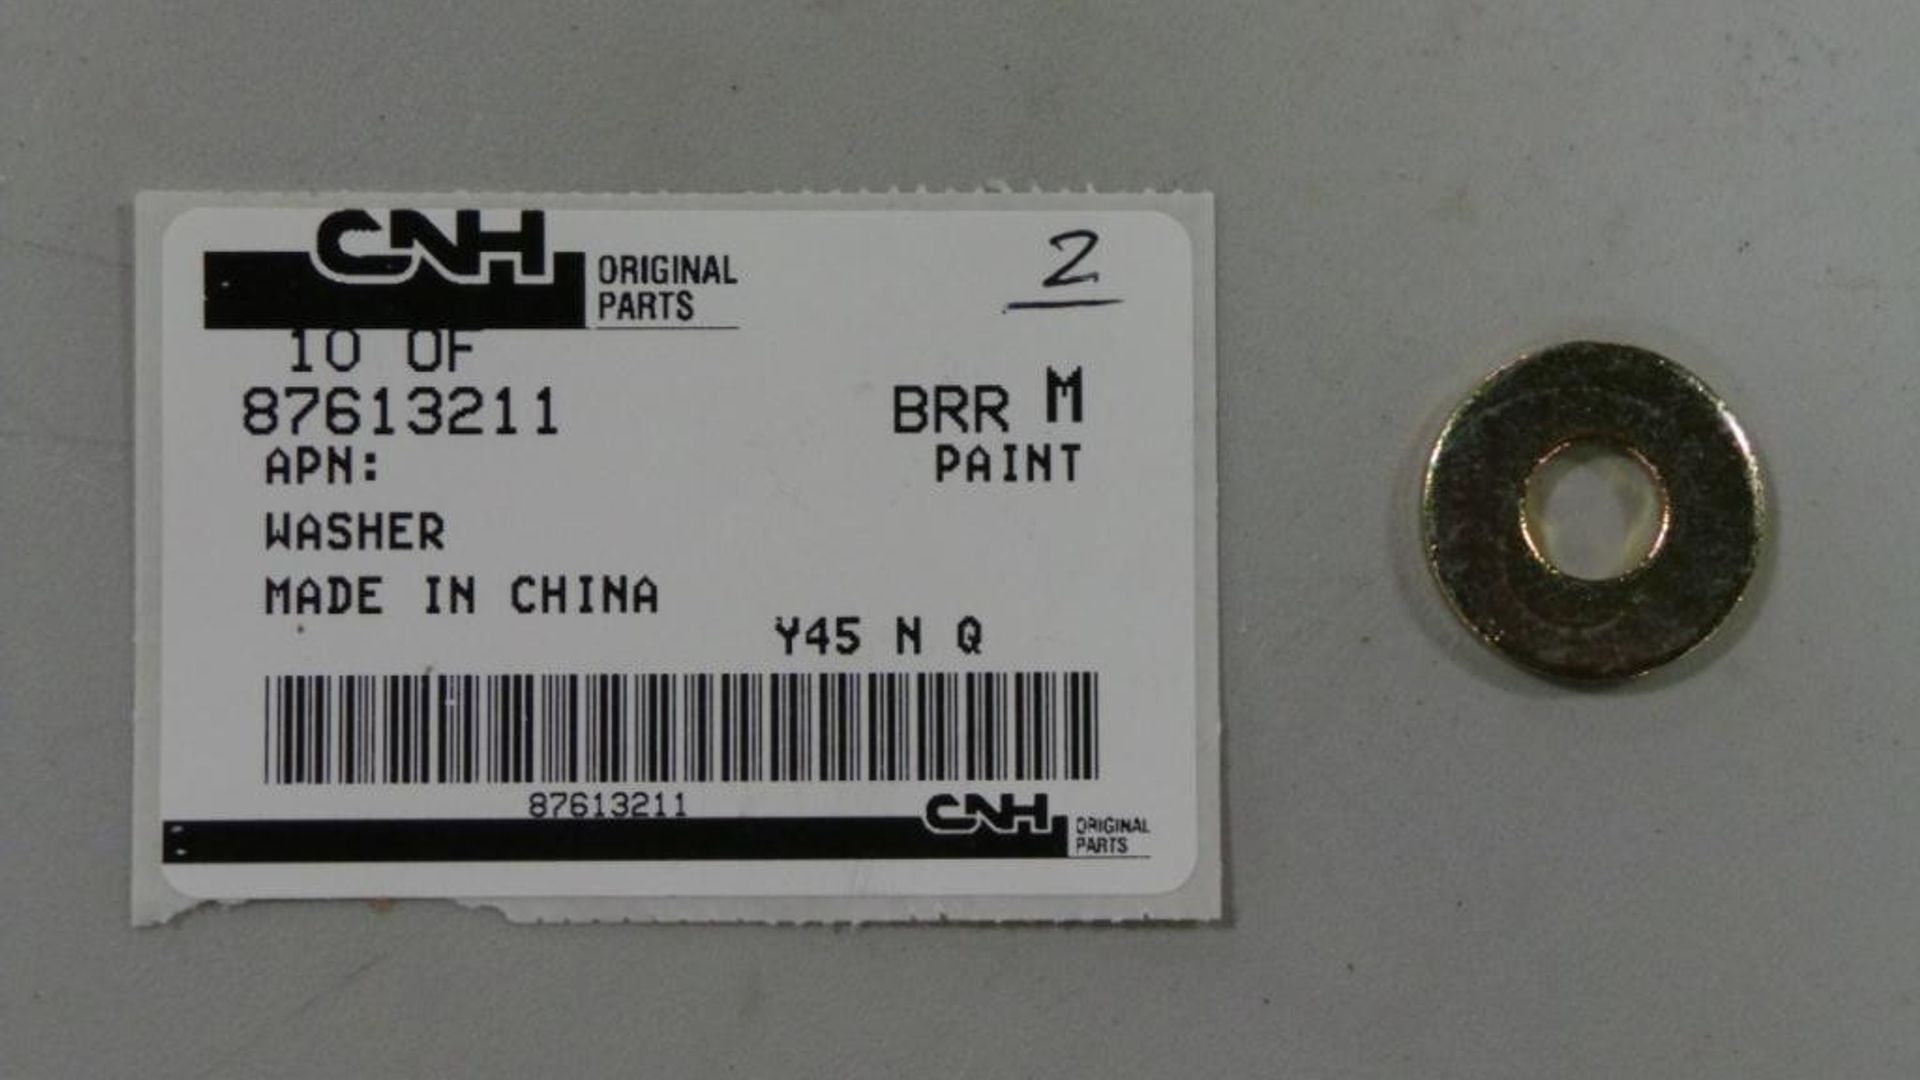 CNH ORIGINAL
PARTS
2
10 OF
87613211
BRR M
APN:
PAINT
WASHER
MADE IN CHINA
Y45 N Q
87613211
CNH ORIGINAL
PARTS